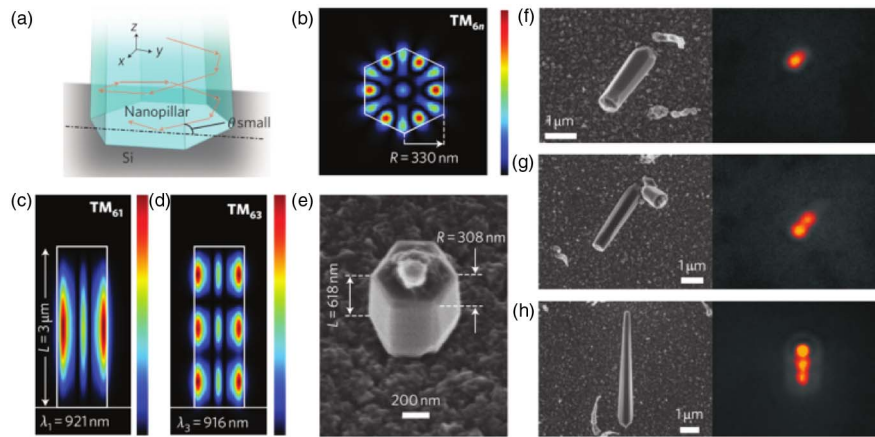 (a)
z
x
y
Nanopillar
θ small
Si
(b)
TM6n
R = 330 nm
(c)
TM61
L = 3 μm
λ1 = 921 nm
(d)
TM63
λ3 = 916 nm
(e)
R = 308 nm
L = 618 nm
200 nm
(f)
1 μm
(g)
1 μm
(h)
1 μm